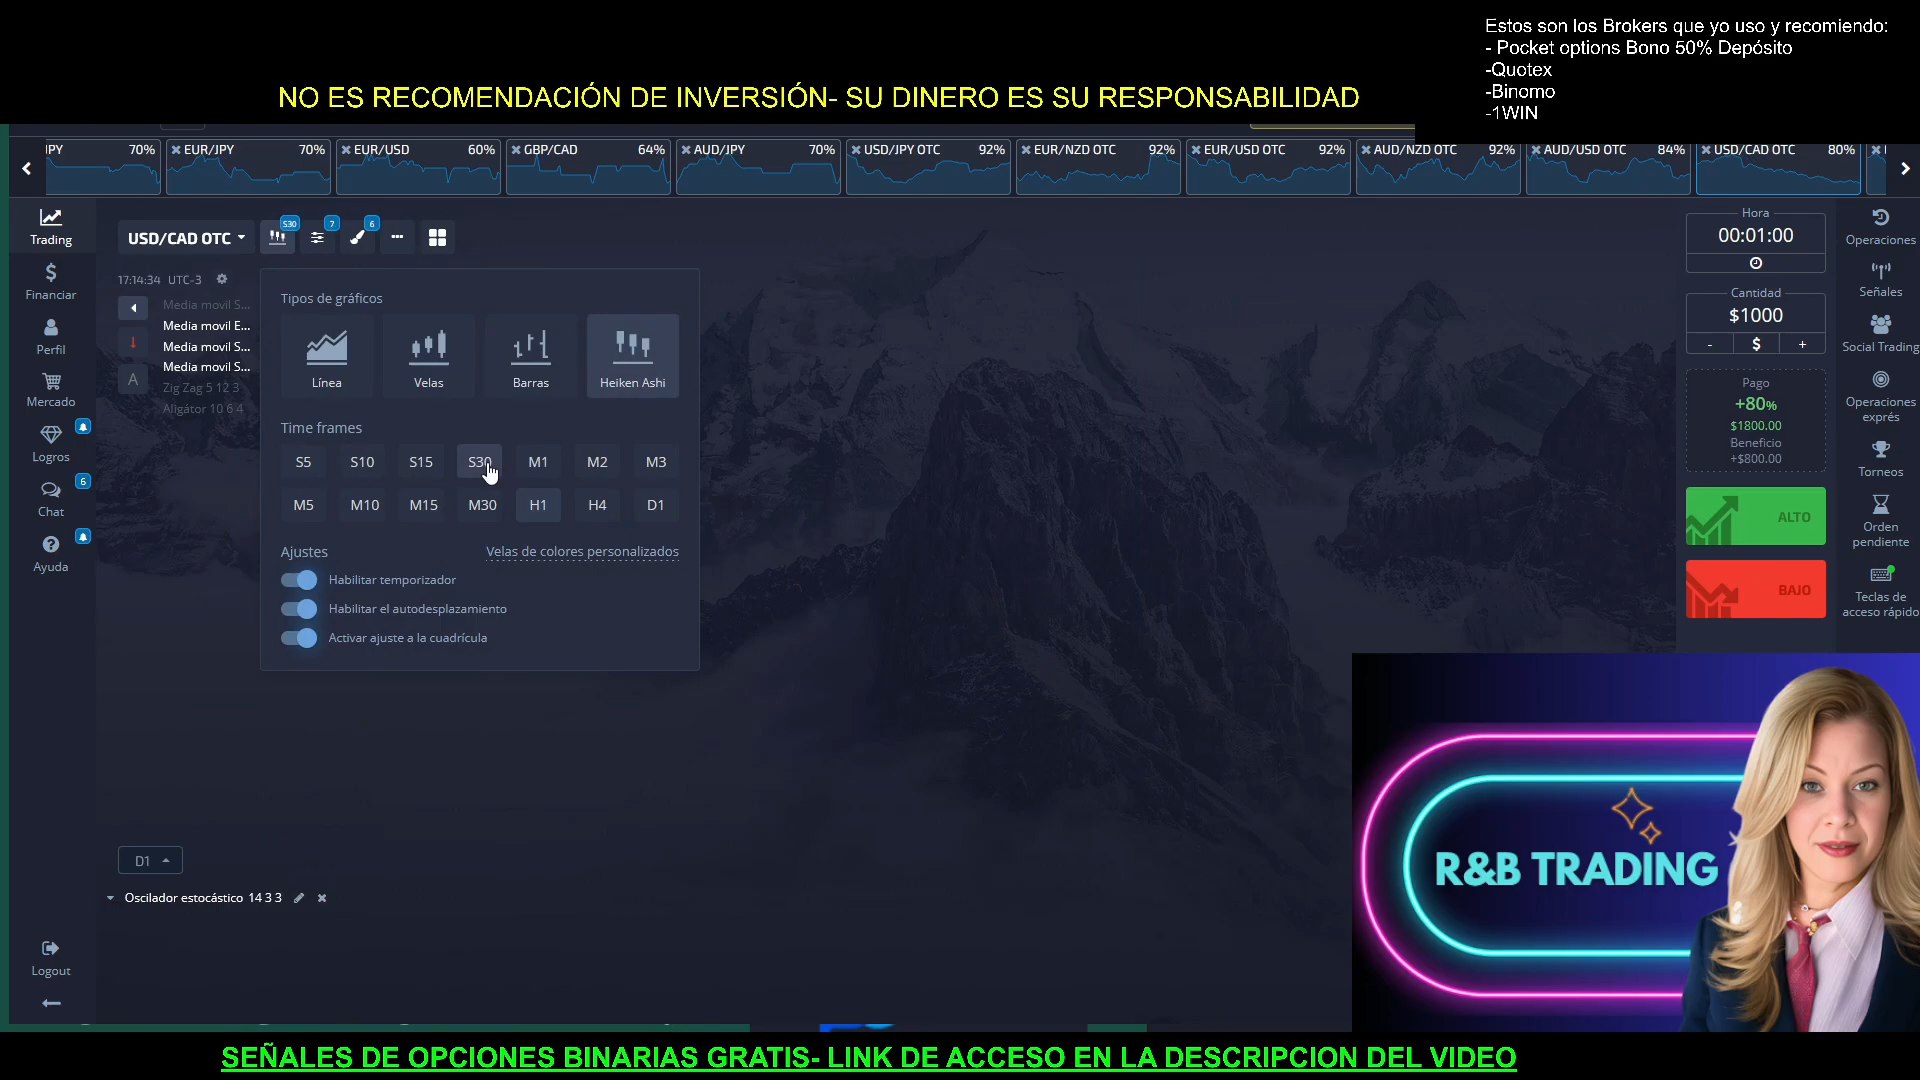 Estos son los Brokers que yo uso y recomiendo:
- Pocket options Bono 50% Depósito
-Quotex
-Binomo
-1WIN
NO ES RECOMENDACIÓN DE INVERSIÓN- SU DINERO ES SU RESPONSABILIDAD
JPY 70%
EUR/JPY 70%
EUR/USD 60%
GBP/CAD 64%
AUD/JPY 70%
USD/JPY OTC 92%
EUR/NZD OTC 92%
EUR/USD OTC 92%
AUD/NZD OTC 92%
AUD/USD OTC 84%
USD/CAD OTC 80%
Trading
Financiar
Perfil
Mercado
Logros
6
Chat
Ayuda
Logout
USD/CAD OTC
S30
7
6
17:14:34 UTC-3
Media movil S...
Media movil E...
Media movil S...
Media movil S...
A
Zig Zag 5 12 3
Alligátor 10 6 4
Tipos de gráficos
Línea
Velas
Barras
Heiken Ashi
Time frames
S5 S10 S15 S30 M1 M2 M3
M5 M10 M15 M30 H1 H4 D1
Ajustes
Velas de colores personalizados
Habilitar temporizador
Habilitar el autodesplazamiento
Activar ajuste a la cuadrícula
D1
Oscilador estocástico 14 3 3
Hora
00:01:00
Cantidad
$1000
- $ +
Pago
+80%
$1800.00
Beneficio
+$800.00
ALTO
BAJO
Operaciones
Señales
Social Trading
Operaciones
exprés
Torneos
Orden
pendiente
Teclas de
acceso rápido
R&B TRADING
SEÑALES DE OPCIONES BINARIAS GRATIS- LINK DE ACCESO EN LA DESCRIPCION DEL VIDEO